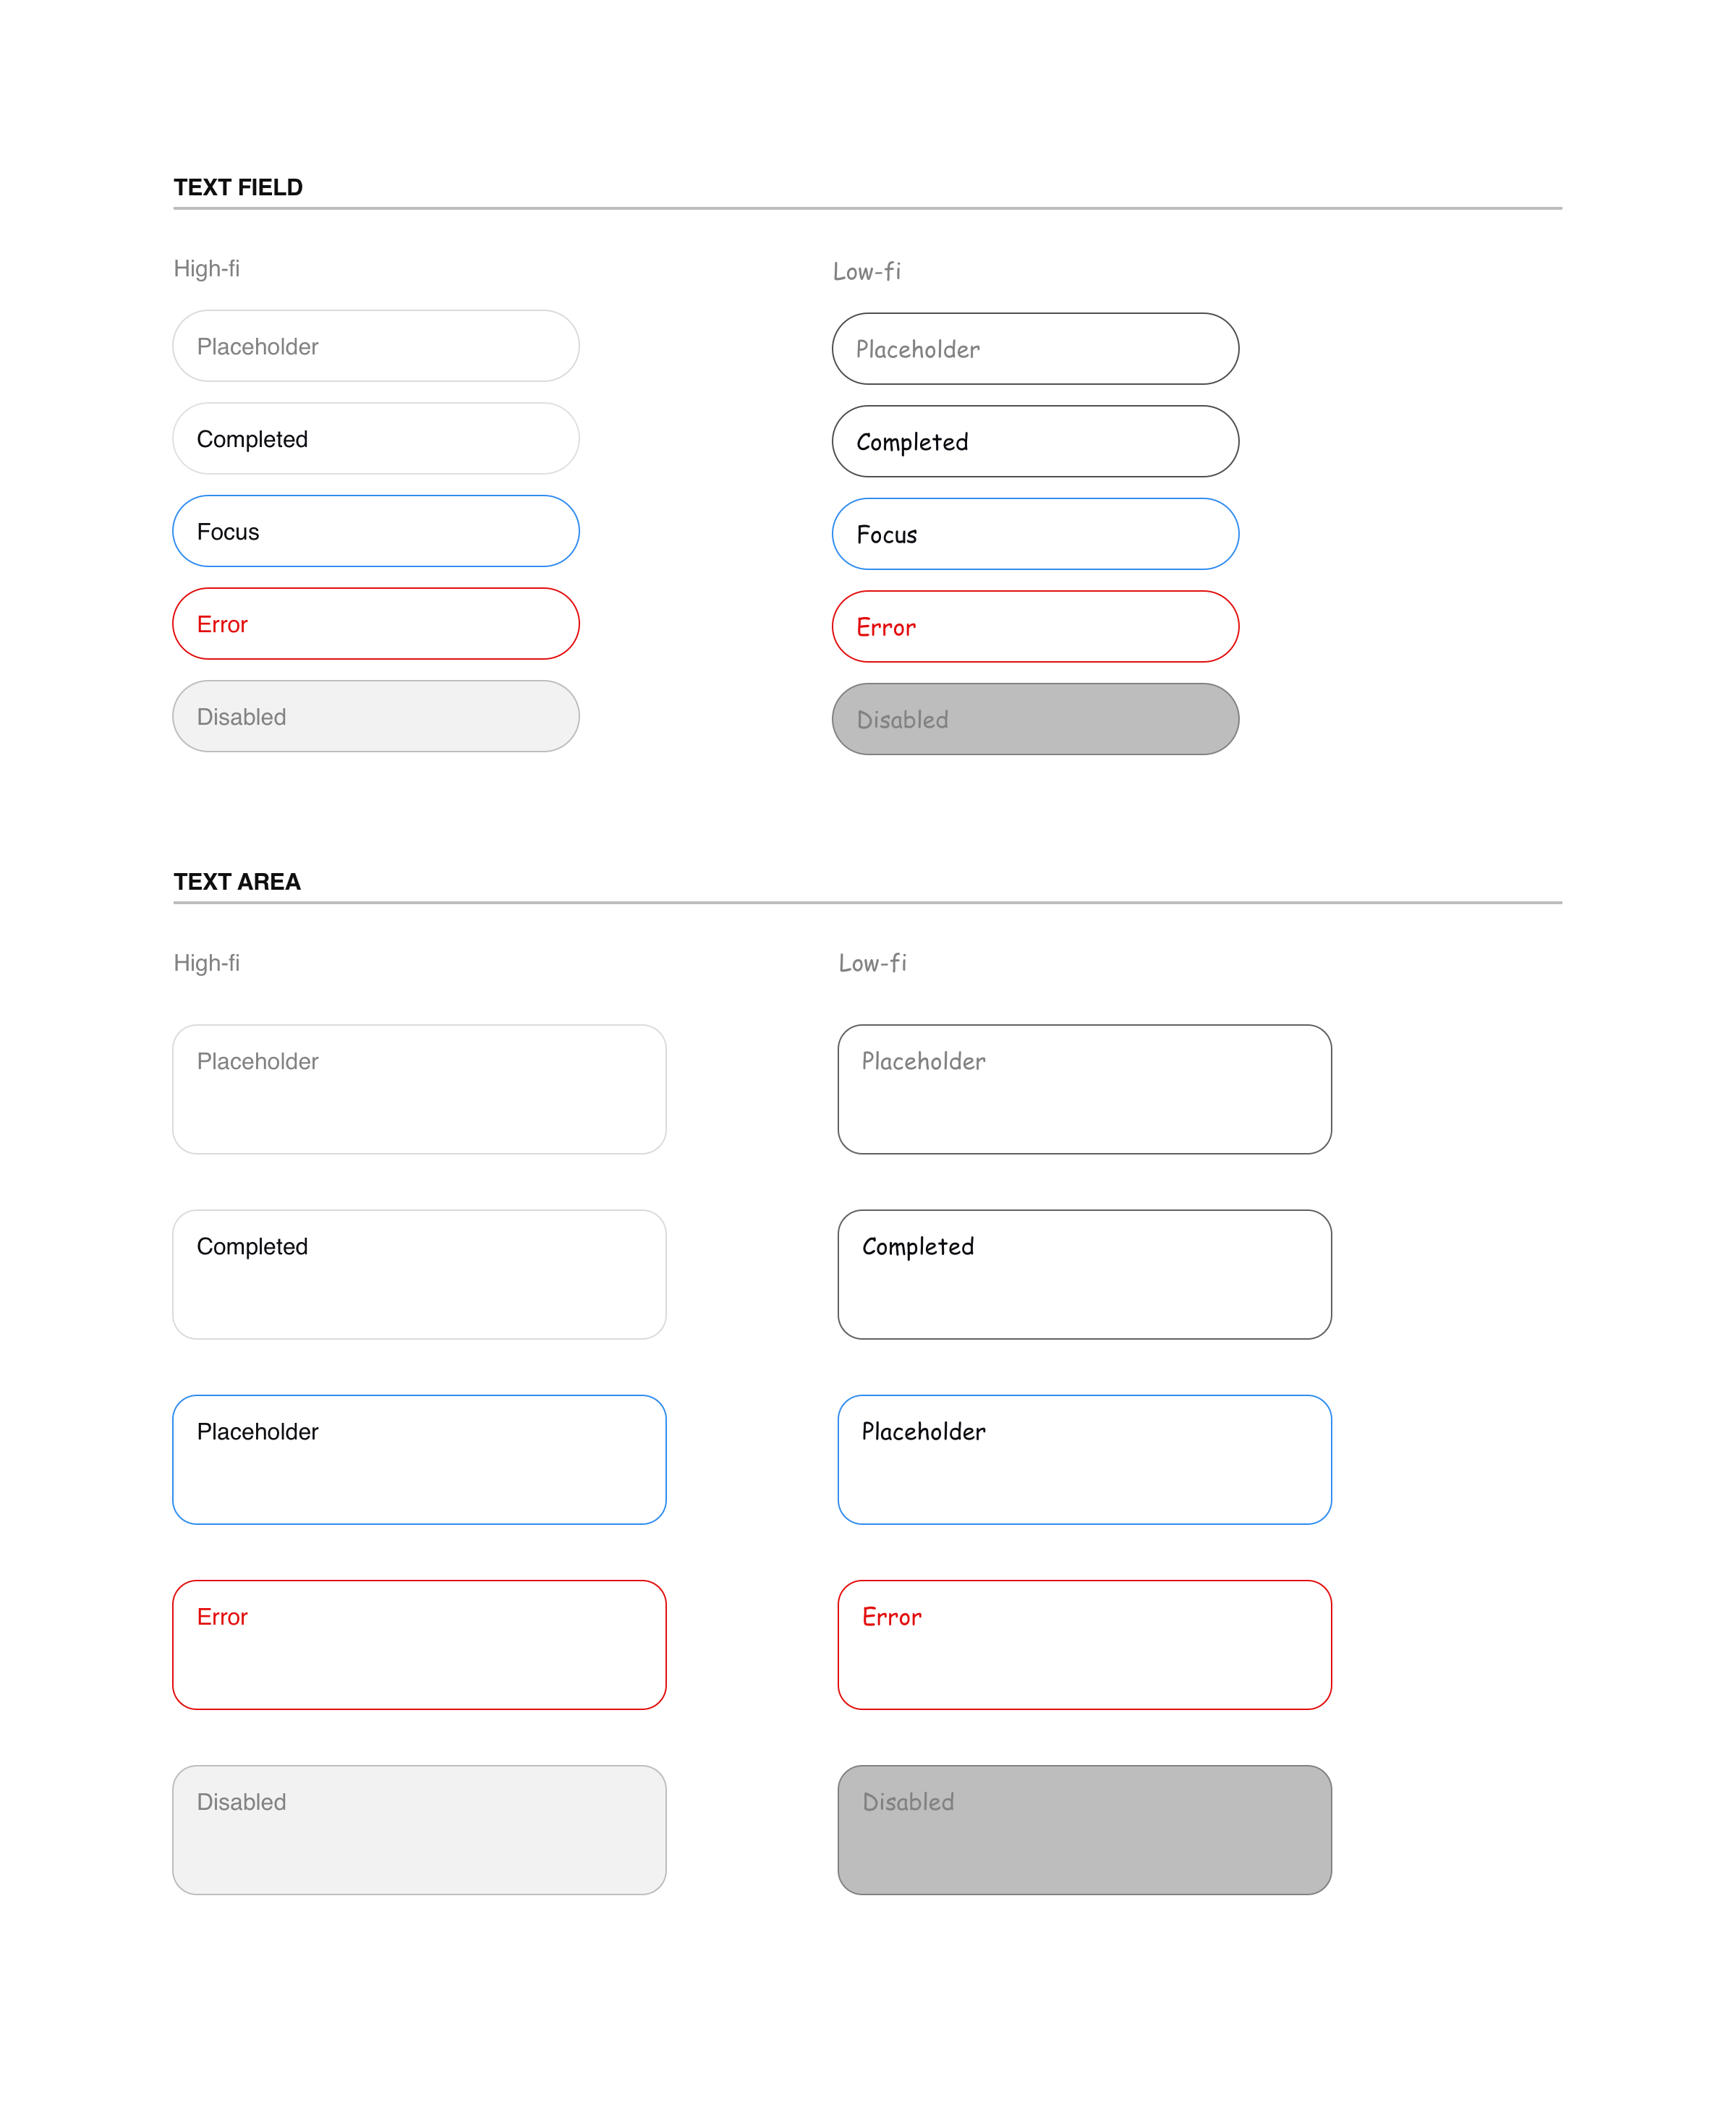 TEXT FIELD
High-fi
Placeholder
Completed
Focus
Error
Disabled
Low-fi
Placeholder
Completed
Focus
Error
Disabled
TEXT AREA
High-fi
Placeholder
Completed
Placeholder
Error
Disabled
Low-fi
Placeholder
Completed
Placeholder
Error
Disabled